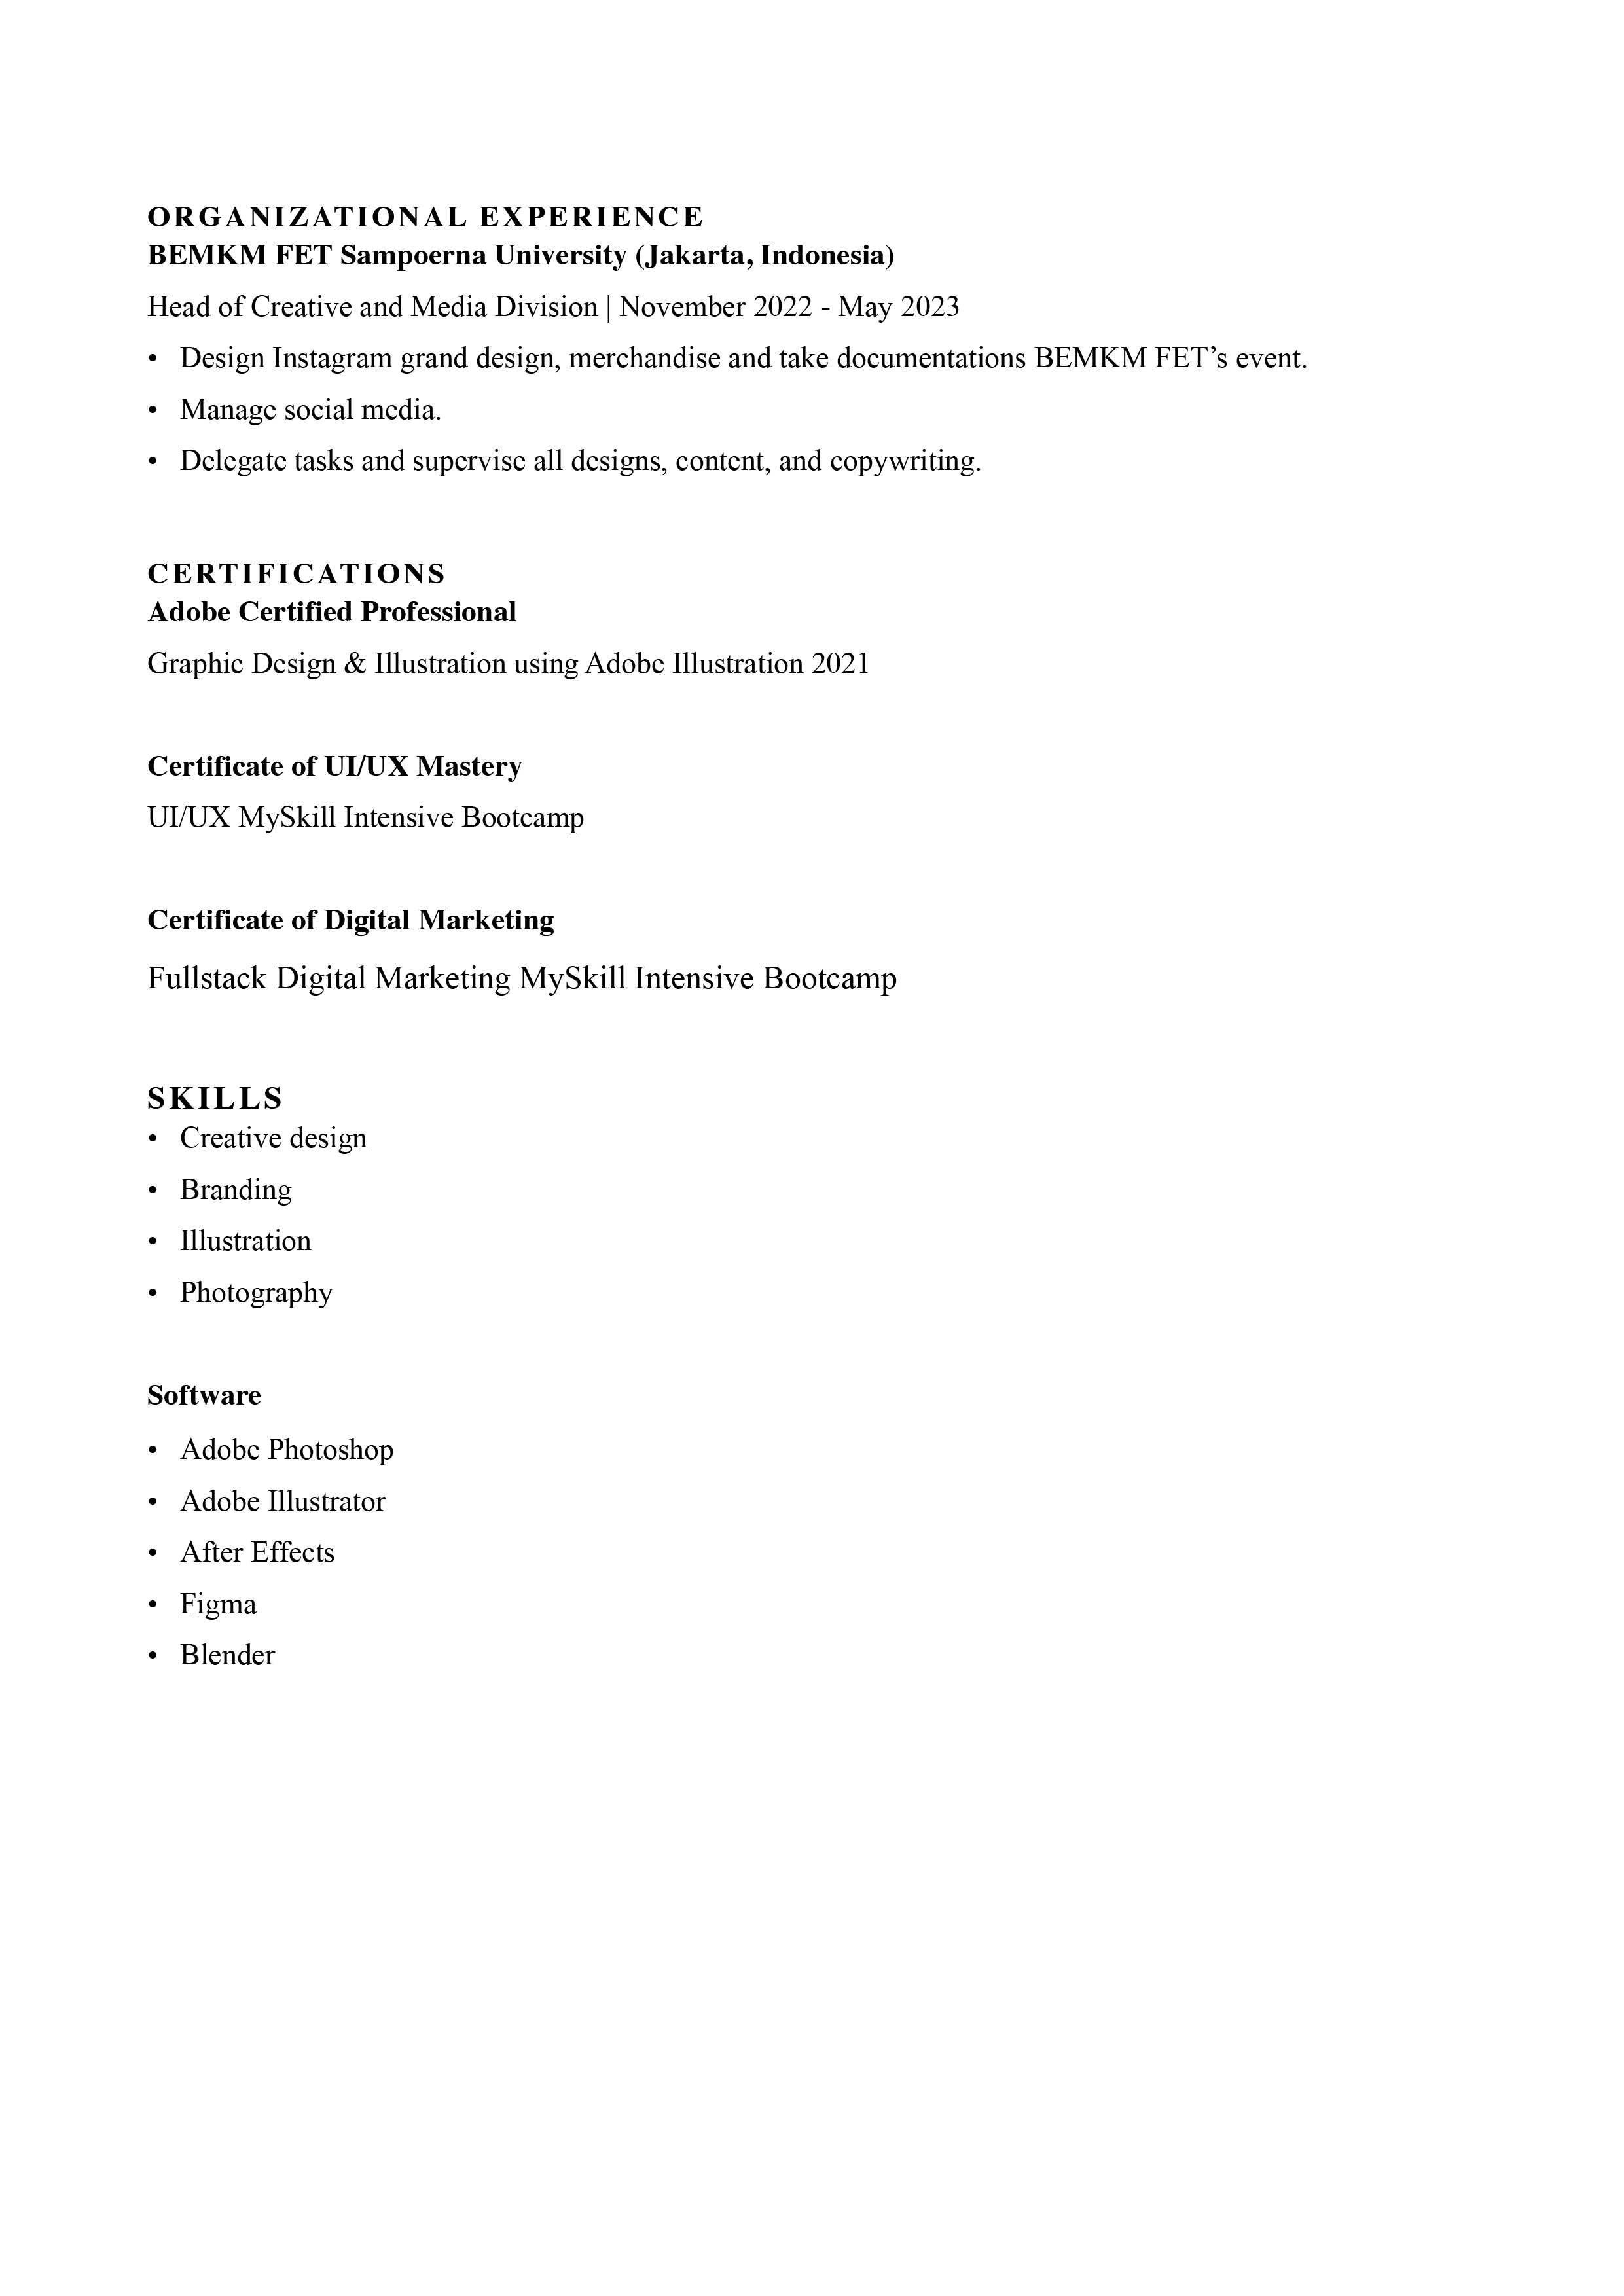 ORGANIZATIONAL EXPERIENCE
BEMKM FET Sampoerna University (Jakarta, Indonesia)
Head of Creative and Media Division | November 2022 - May 2023
• Design Instagram grand design, merchandise and take documentations BEMKM FET’s event.
• Manage social media.
• Delegate tasks and supervise all designs, content, and copywriting.
CERTIFICATIONS
Adobe Certified Professional
Graphic Design & Illustration using Adobe Illustration 2021
Certificate of UI/UX Mastery
UI/UX MySkill Intensive Bootcamp
Certificate of Digital Marketing
Fullstack Digital Marketing MySkill Intensive Bootcamp
SKILLS
• Creative design
• Branding
• Illustration
• Photography
Software
• Adobe Photoshop
• Adobe Illustrator
• After Effects
• Figma
• Blender